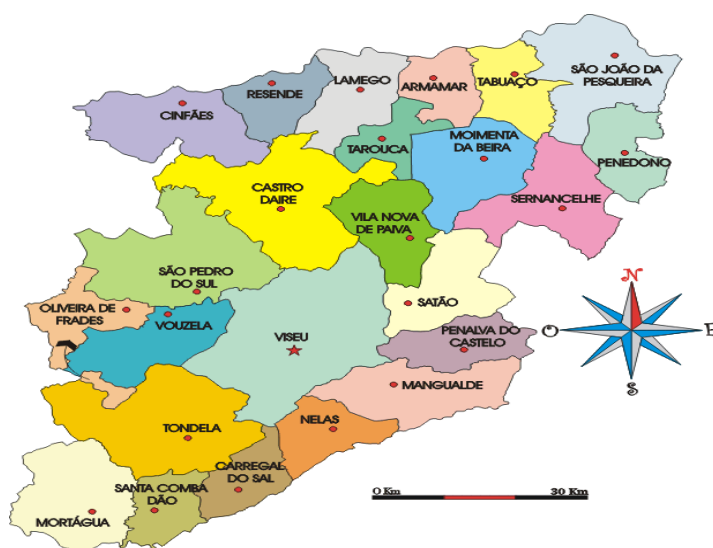 SÃO JOÃO DA
PESQUEIRA
LAMEGO
TABUAÇO
ARMAMAR
RESENDE
CINFÃES
MOIMENTA
DA BEIRA
TAROUCA
PENEDONO
CASTRO
DAIRE
SERNANCELHE
VILA NOVA
DE PAIVA
SÃO PEDRO
DO SUL
N
SATÃO
OLIVEIRA DE
FRADES
VOUZELA
VISEU
PENALVA DO
CASTELO
O
E
S
MANGUALDE
NELAS
TONDELA
CARREGAL
DO SAL
SANTA COMBA
DÃO
MORTÁGUA
0 Km
30 Km